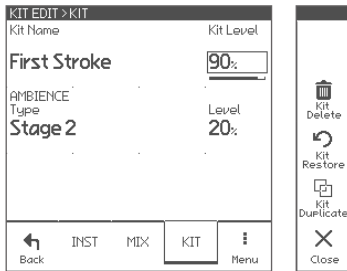 KIT EDIT>KIT
Kit Name Kit Level
First Stroke 90%
AMBIENCE
Type Level
Stage 2 20%
Back INST MIX KIT Menu
Kit
Delete
Kit
Restore
Kit
Duplicate
Close